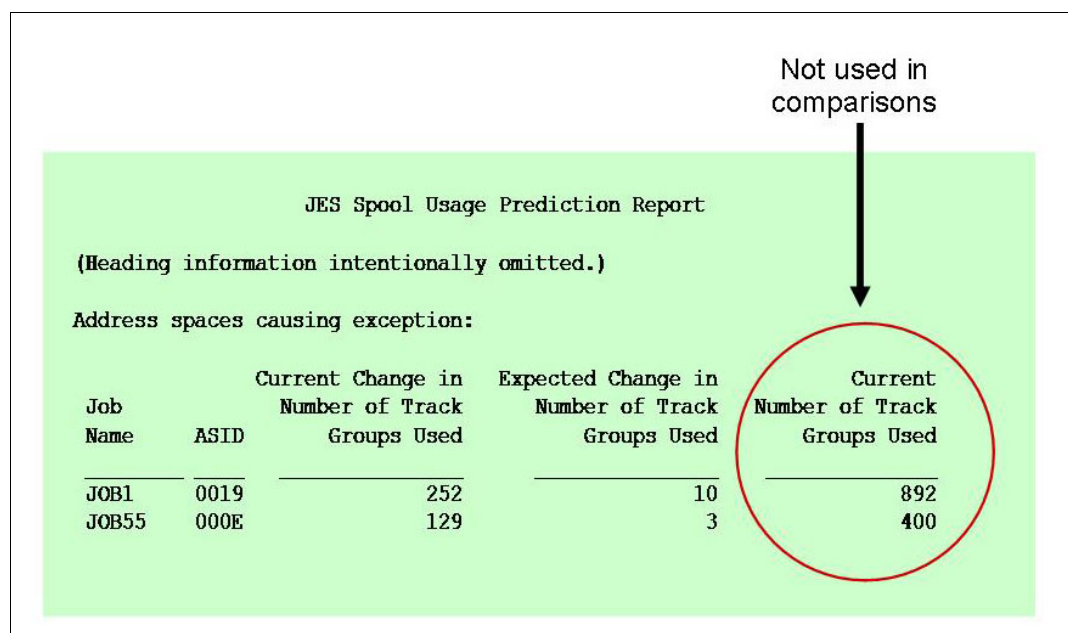 Not used in
comparisons
JES Spool Usage Prediction Report
(Heading information intentionally omitted.)
Address spaces causing exception:
Current Change in Expected Change in Current
Job Number of Track Number of Track Number of Track
Name ASID Groups Used Groups Used Groups Used
JOB1 0019 252 10 892
JOB55 000E 129 3 400